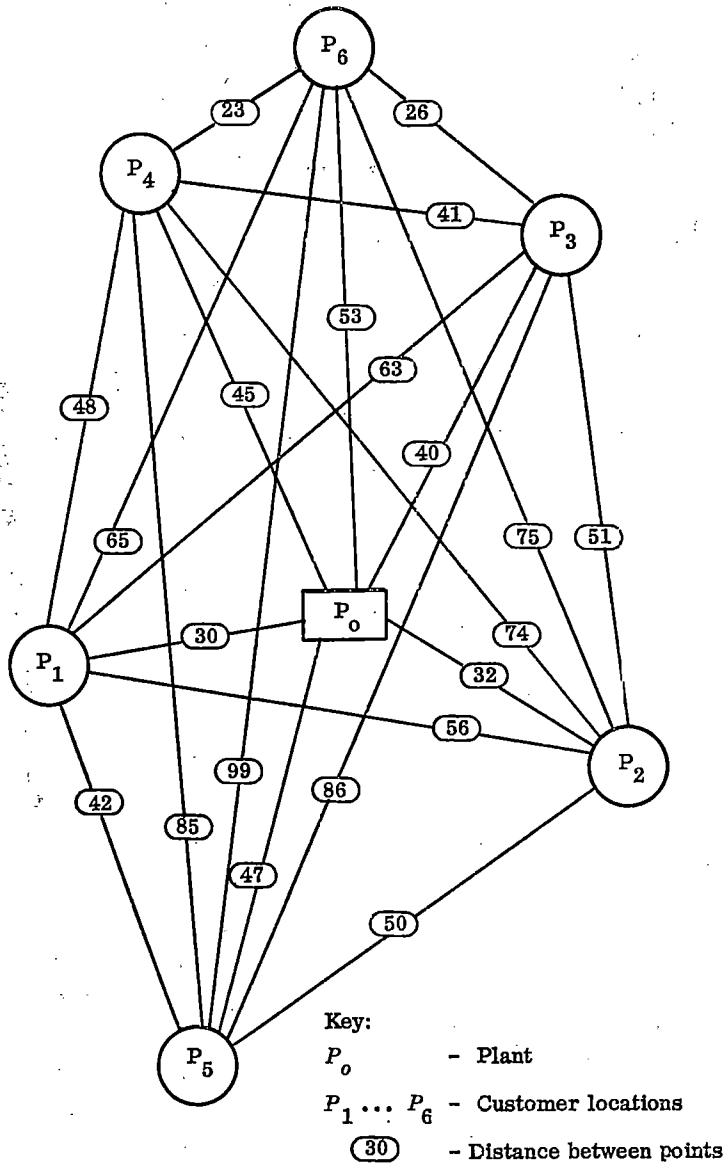 P6
23
26
P4
41
P3
53
63
48
45
40
65
75
51
Po
30
74
32
P1
56
P2
99
86
42
85
47
50
Key:
P5
Po - Plant
P1 ... P6 - Customer locations
30 - Distance between points